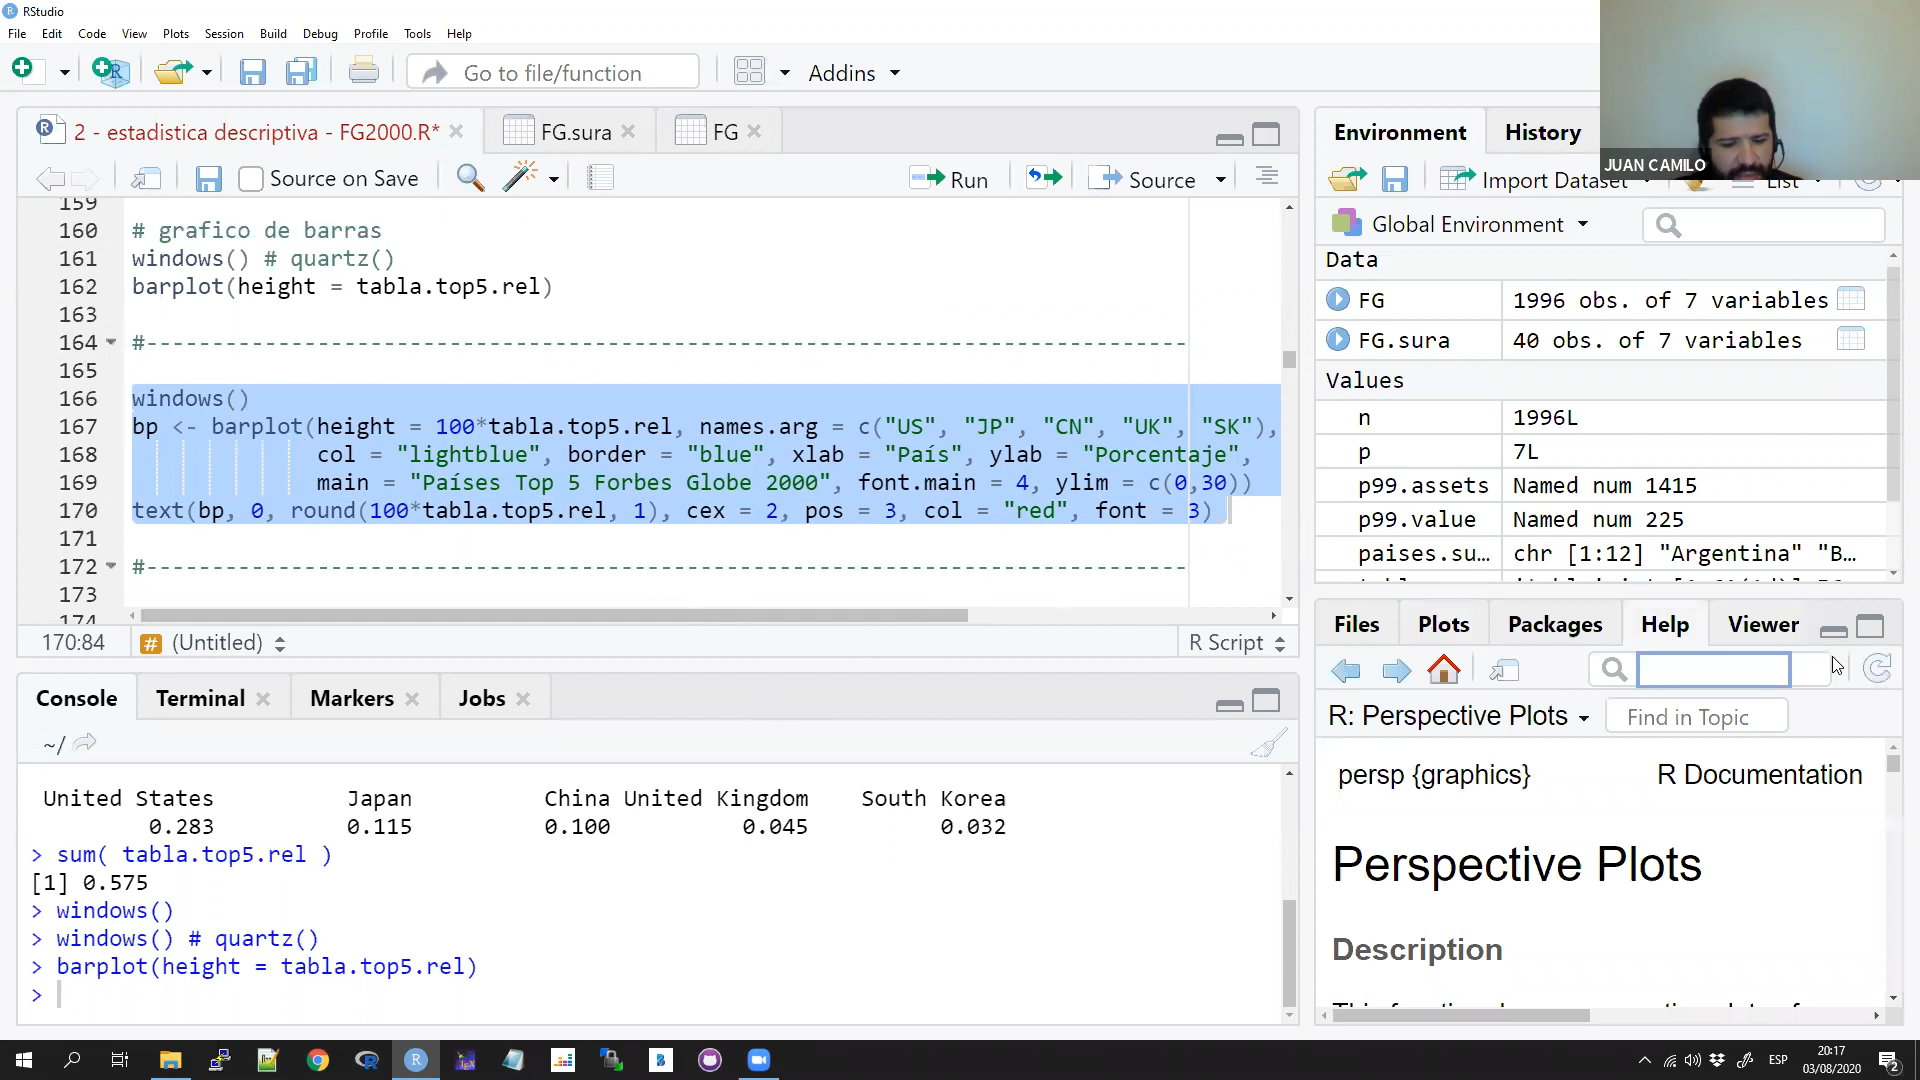 RStudio
File Edit Code View Plots Session Build Debug Profile Tools Help
Go to file/function Addins
2 - estadistica descriptiva - FG2000.R* FG.sura FG
Source on Save Run Source
159
160 # grafico de barras
161 windows() # quartz()
162 barplot(height = tabla.top5.rel)
163
164 #-------------------------------------------------------------------------------
165
166 windows()
167 bp <- barplot(height = 100*tabla.top5.rel, names.arg = c("US", "JP", "CN", "UK", "SK"),
168 col = "lightblue", border = "blue", xlab = "País", ylab = "Porcentaje",
169 main = "Países Top 5 Forbes Globe 2000", font.main = 4, ylim = c(0,30))
170 text(bp, 0, round(100*tabla.top5.rel, 1), cex = 2, pos = 3, col = "red", font = 3)
171
172 #-------------------------------------------------------------------------------
173
174
170:84 # (Untitled) R Script
Console Terminal Markers Jobs
~/
United States Japan China United Kingdom South Korea
0.283 0.115 0.100 0.045 0.032
> sum( tabla.top5.rel )
[1] 0.575
> windows()
> windows() # quartz()
> barplot(height = tabla.top5.rel)
>
Environment History
JUAN CAMILO
Import Dataset List
Global Environment
Data
FG 1996 obs. of 7 variables
FG.sura 40 obs. of 7 variables
Values
n 1996L
p 7L
p99.assets Named num 1415
p99.value Named num 225
paises.su… chr [1:12] "Argentina" "B…
Files Plots Packages Help Viewer
R: Perspective Plots Find in Topic
persp {graphics} R Documentation
Perspective Plots
Description
ESP
20:17
03/08/2020
2